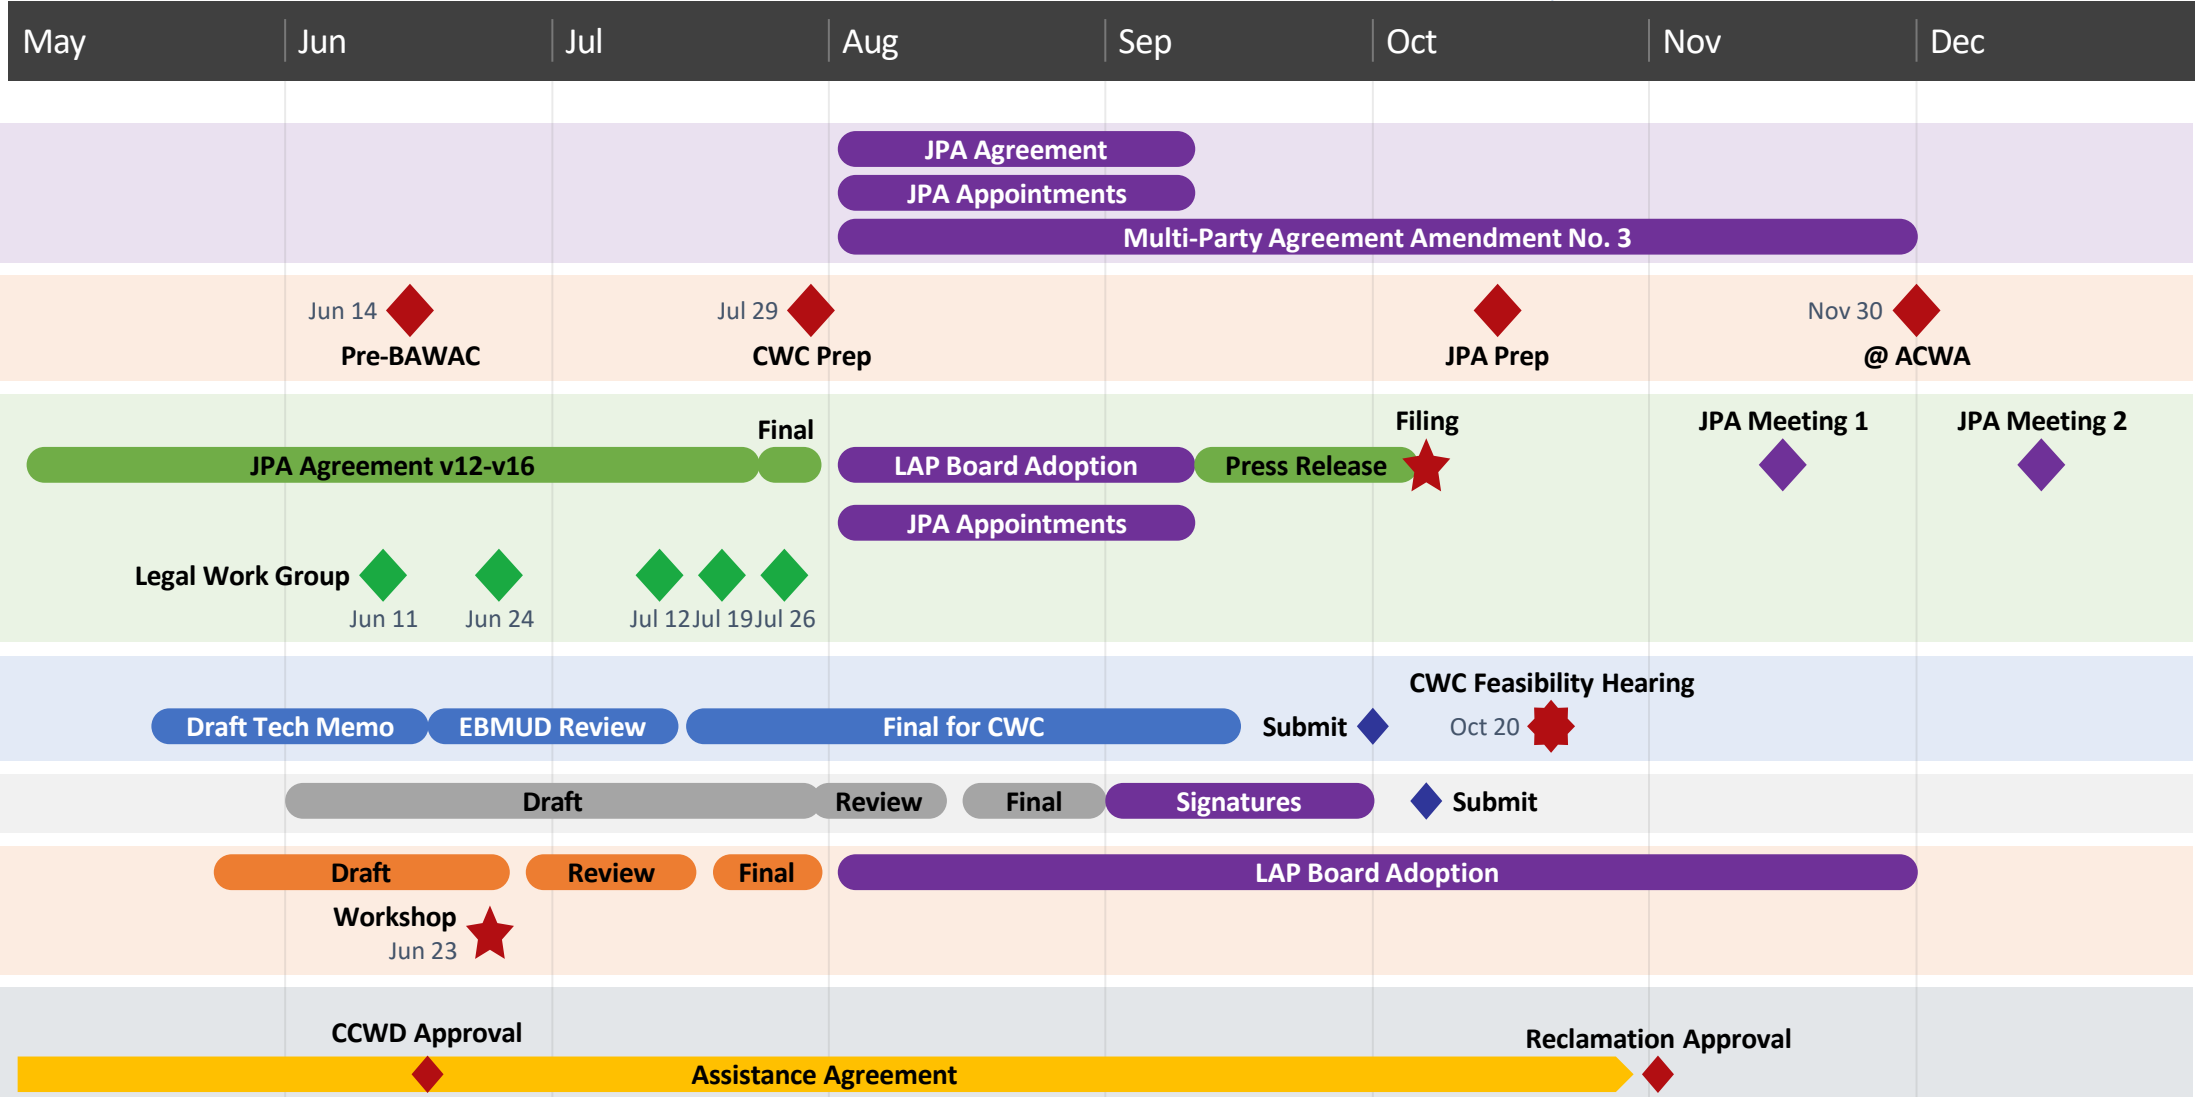 May Jun Jul Aug Sep Oct Nov Dec
JPA Agreement
JPA Appointments
Multi-Party Agreement Amendment No. 3
Jun 14 Jul 29 Nov 30
Pre-BAWAC CWC Prep JPA Prep @ ACWA
Final Filing JPA Meeting 1 JPA Meeting 2
JPA Agreement v12-v16 LAP Board Adoption Press Release
JPA Appointments
Legal Work Group
Jun 11 Jun 24 Jul 12 Jul 19 Jul 26
CWC Feasibility Hearing
Draft Tech Memo EBMUD Review Final for CWC Submit Oct 20
Draft Review Final Signatures Submit
Draft Review Final LAP Board Adoption
Workshop
Jun 23
CCWD Approval Reclamation Approval
Assistance Agreement